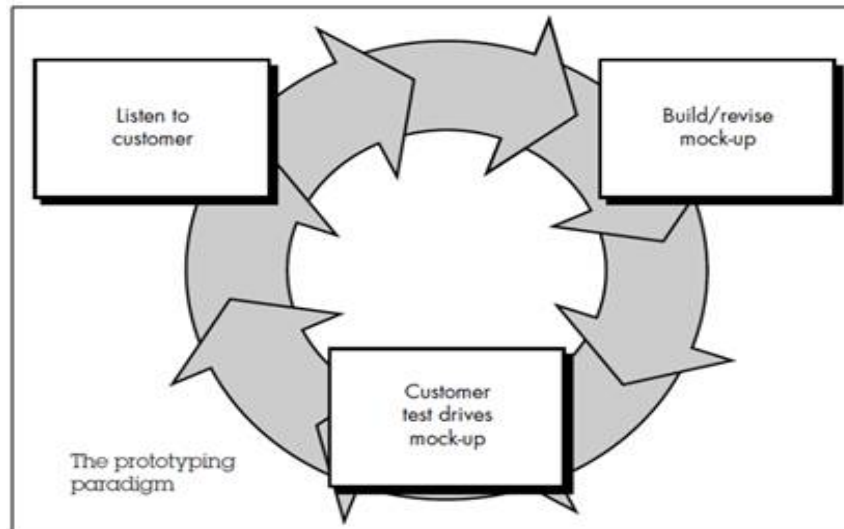 Listen to
customer
Build/revise
mock-up
Customer
test drives
mock-up
The prototyping
paradigm